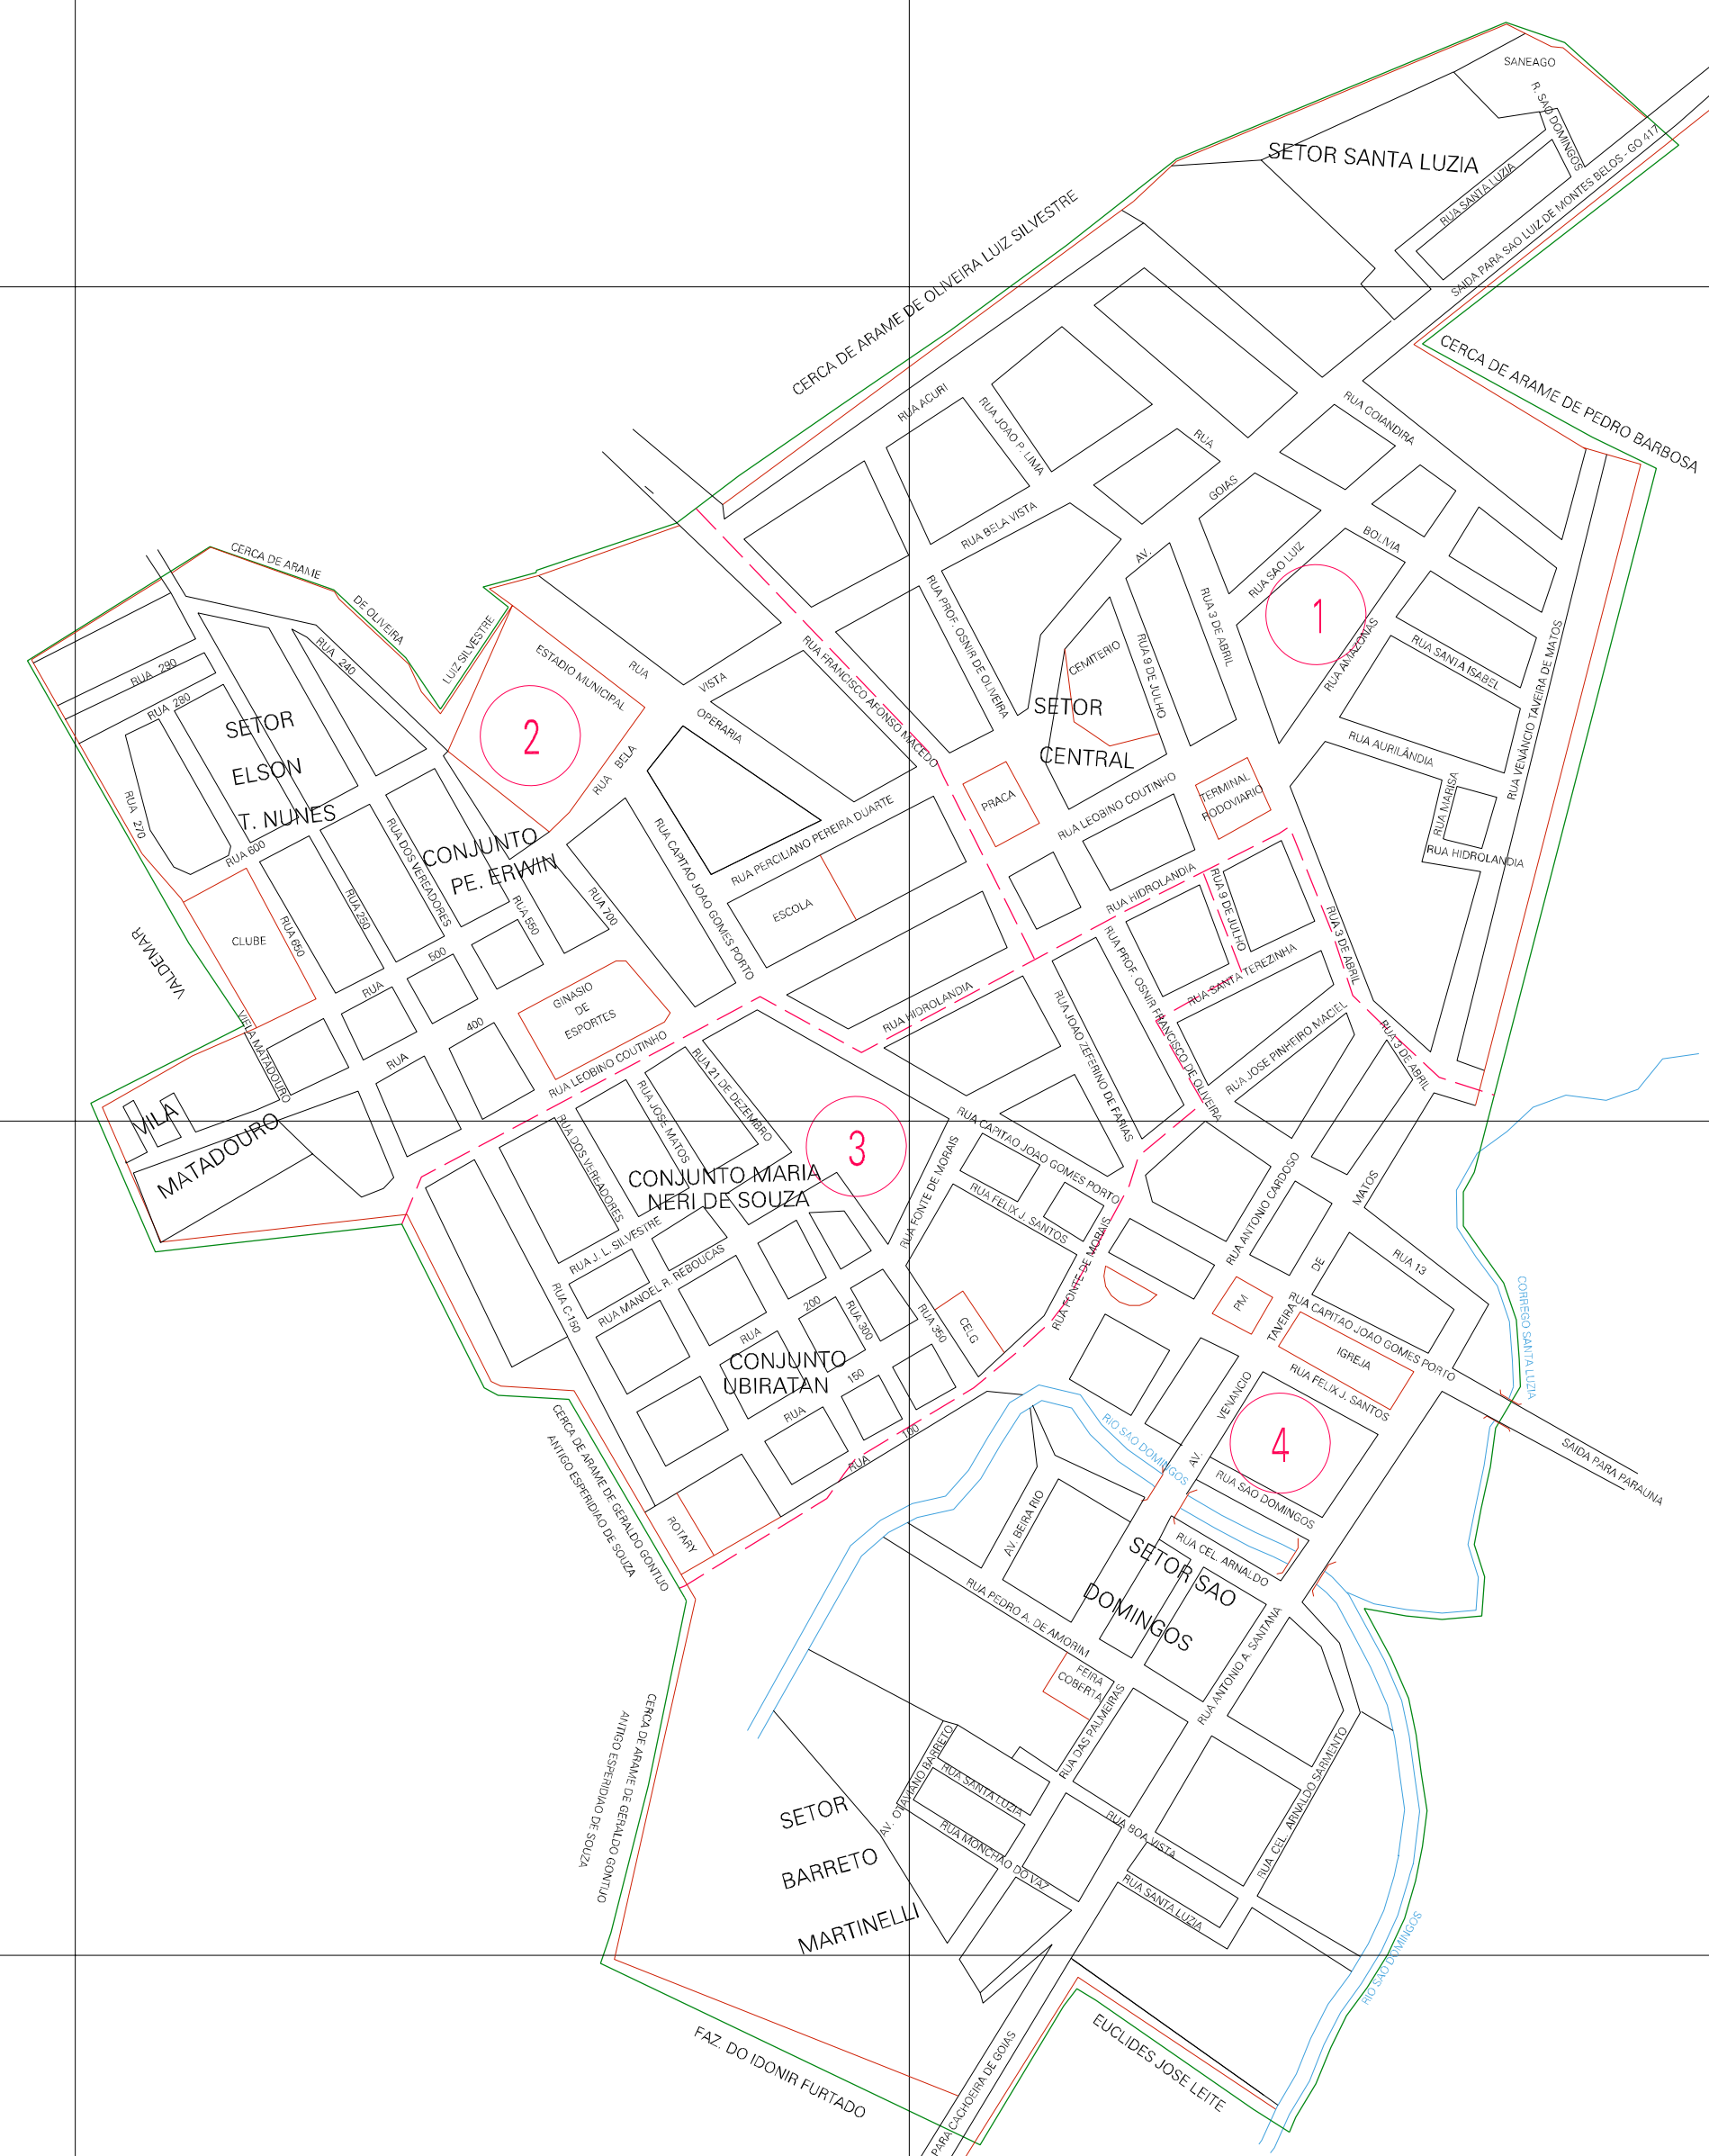 SANEAGO
R. SAO DOMINGOS
SETOR SANTA LUZIA
RUA SANTA LUZIA
SAIDA PARA SAO LUIZ DE MONTES BELOS - GO 417
CERCA DE ARAME DE OLIVEIRA LUIZ SILVESTRE
CERCA DE ARAME DE PEDRO BARBOSA
RUA ACURI
RUA JOAO P. LIMA
RUA GOIANDIRA
RUA
GOIAS
AV.
RUA BELA VISTA
BOLIVIA
RUA SAO LUIZ
1
RUA 3 DE ABRIL
RUA AMAZONAS
RUA SANTA ISABEL
RUA VENÂNCIO TAVEIRA DE MATOS
RUA AURILÂNDIA
RUA MARISA
RUA HIDROLANDIA
RUA PROF. OSNIR DE OLIVEIRA
CEMITERIO
RUA 9 DE JULHO
SETOR
CENTRAL
RUA FRANCISCO AFONSO MACEDO
PRACA
TERMINAL
RODOVIARIO
RUA LEOBINO COUTINHO
RUA HIDROLANDIA
RUA 9 DE JULHO
RUA 3 DE ABRIL
RUA SANTA TEREZINHA
RUA PROF. OSNIR FRANCISCO DE OLIVEIRA
RUA JOSE PINHEIRO MACIEL
RUA 3 DE ABRIL
CERCA DE ARAME
DE OLIVEIRA
LUIZ SILVESTRE
ESTADIO MUNICIPAL
2
RUA
VISTA
OPERARIA
RUA BELA
RUA 240
RUA 290
RUA 280
SETOR
ELSON
T. NUNES
RUA 270
RUA 600
RUA DOS VEREADORES
CONJUNTO
PE. ERWIN
RUA 250
RUA 650
RUA 550
RUA 700
CLUBE
VALDEMAR
VIELA MATADOURO
RUA
500
RUA
400
GINASIO
DE
ESPORTES
RUA CAPITAO JOAO GOMES PORTO
RUA PERCILIANO PEREIRA DUARTE
ESCOLA
RUA HIDROLANDIA
RUA LEOBINO COUTINHO
VILA
MATADOURO
RUA DOS VEREADORES
RUA JOSE MATOS
RUA 21 DE DEZEMBRO
3
CONJUNTO MARIA
NERI DE SOUZA
RUA J. L. SILVESTRE
RUA MANOEL R. REBOUCAS
RUA C-150
RUA
200
RUA 300
RUA 350
CONJUNTO
UBIRATAN
RUA
150
RUA
100
CELG
ROTARY
RUA FONTE DE MORAIS
RUA JOAO ZEFERINO DE FARIAS
RUA CAPITAO JOAO GOMES PORTO
RUA FELIX J. SANTOS
RUA FONTE DE MORAIS
RUA ANTONIO CARDOSO
MATOS
DE
TAVEIRA
VENANCIO
AV.
RUA 13
PM
RUA CAPITAO JOAO GOMES PORTO
IGREJA
RUA FELIX J. SANTOS
4
CORREGO SANTA LUZIA
SAIDA PARA PARAUNA
RIO SAO DOMINGOS
RUA SAO DOMINGOS
RUA CEL. ARNALDO
SETOR SAO
DOMINGOS
AV. BEIRA RIO
RUA PEDRO A. DE AMORIM
RUA ANTONIO A. SANTANA
FEIRA
COBERTA
RUA DAS PALMEIRAS
CERCA DE ARAME DE GERALDO GONTIJO
ANTIGO ESPERIDIAO DE SOUZA
CERCA DE ARAME DE GERALDO GONTIJO
ANTIGO ESPERIDIAO DE SOUZA
AV. OTAVIANO BARRETO
RUA SANTA LUZIA
RUA MONCHAO DO VAZ
RUA BOA VISTA
RUA CEL. ARNALDO SARMENTO
RUA SANTA LUZIA
SETOR
BARRETO
MARTINELLI
RIO SAO DOMINGOS
FAZ. DO IDONIR FURTADO
PARA CACHOEIRA DE GOIAS
EUCLIDES JOSE LEITE